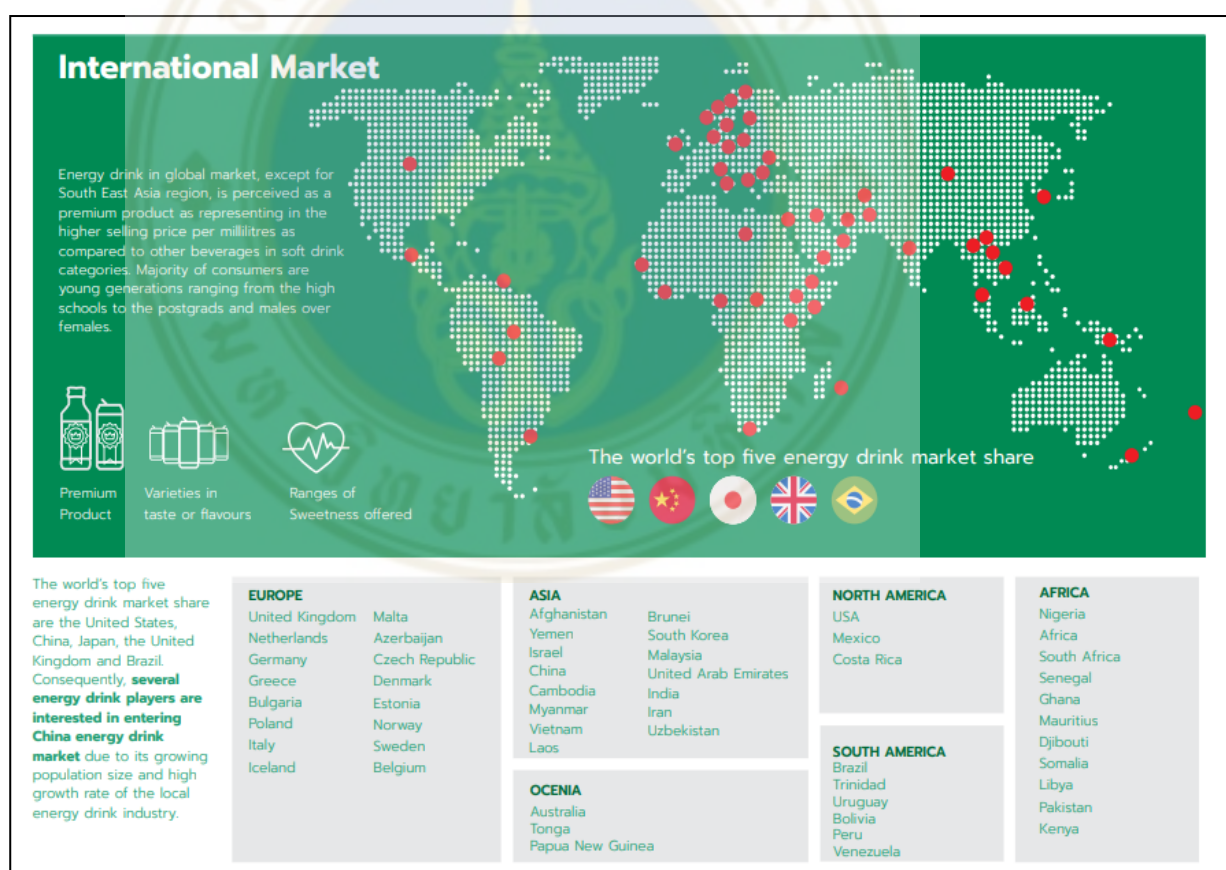 International Market
Energy drink in global market, except for
South East Asia region, is perceived as a
premium product as representing in the
higher selling price per millilitres as
compared to other beverages in soft drink
categories. Majority of consumers are
young generations ranging from the high
schools to the postgrads and males over
females.
Premium
Product
Varieties in
taste or flavours
Ranges of
Sweetness offered
The world's top five energy drink market share
The world's top five
energy drink market share
are the United States,
China, Japan, the United
Kingdom and Brazil.
Consequently, several
energy drink players are
interested in entering
China energy drink
market due to its growing
population size and high
growth rate of the local
energy drink industry.
EUROPE
United Kingdom
Netherlands
Germany
Greece
Bulgaria
Poland
Italy
Iceland
Malta
Azerbaijan
Czech Republic
Denmark
Estonia
Norway
Sweden
Belgium
ASIA
Afghanistan
Yemen
Israel
China
Cambodia
Myanmar
Vietnam
Laos
Brunei
South Korea
Malaysia
United Arab Emirates
India
Iran
Uzbekistan
OCENIA
Australia
Tonga
Papua New Guinea
NORTH AMERICA
USA
Mexico
Costa Rica
SOUTH AMERICA
Brazil
Trinidad
Uruguay
Bolivia
Peru
Venezuela
AFRICA
Nigeria
Africa
South Africa
Senegal
Ghana
Mauritius
Djibouti
Somalia
Libya
Pakistan
Kenya